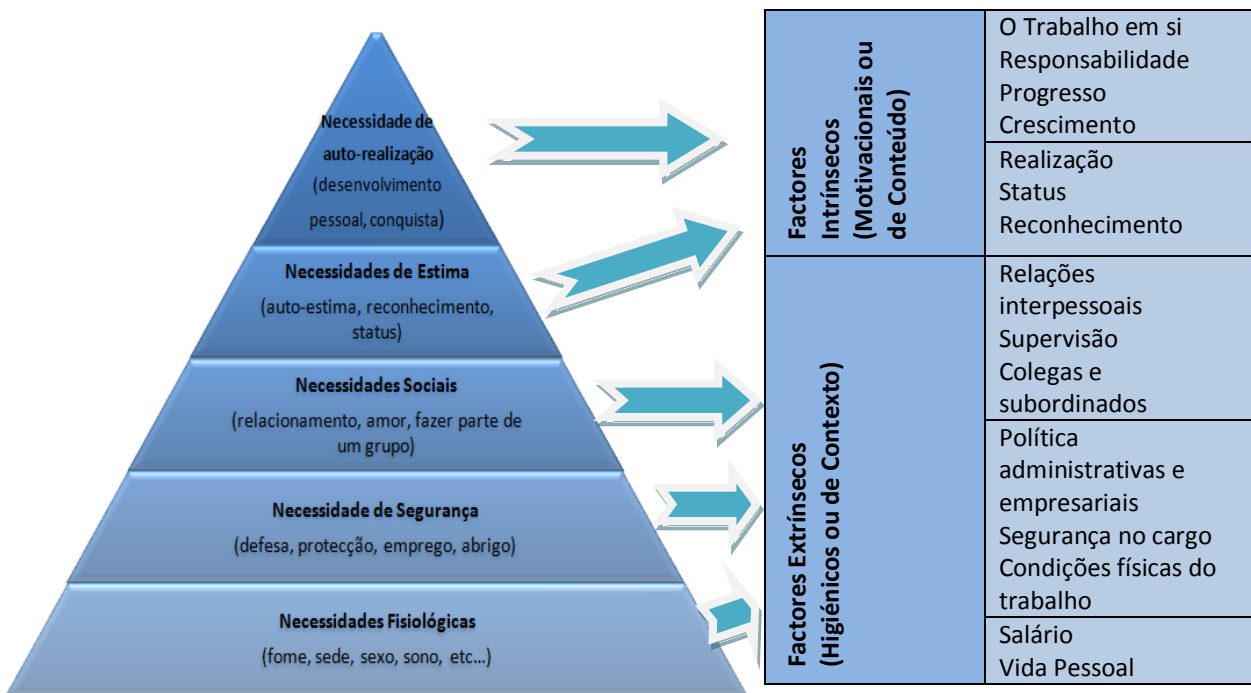 Necessidade de
auto-realização
(desenvolvimento
pessoal, conquista)
Necessidades de Estima
(auto-estima, reconhecimento,
status)
Necessidades Sociais
(relacionamento, amor, fazer parte de
um grupo)
Necessidade de Segurança
(defesa, protecção, emprego, abrigo)
Necessidades Fisiológicas
(fome, sede, sexo, sono, etc...)
Factores
Intrínsecos
(Motivacionais ou
de Conteúdo)
O Trabalho em si
Responsabilidade
Progresso
Crescimento
Realização
Status
Reconhecimento
Factores Extrínsecos
(Higiénicos ou de Contexto)
Relações
interpessoais
Supervisão
Colegas e
subordinados
Política
administrativas e
empresariais
Segurança no cargo
Condições físicas do
trabalho
Salário
Vida Pessoal